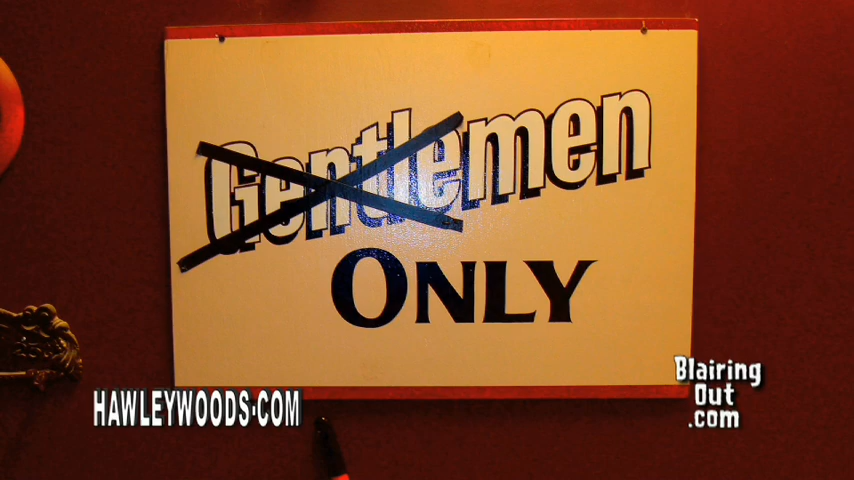 Gentlemen
ONLY
HAWLEYWOODS.COM
Blairing
Out
.com